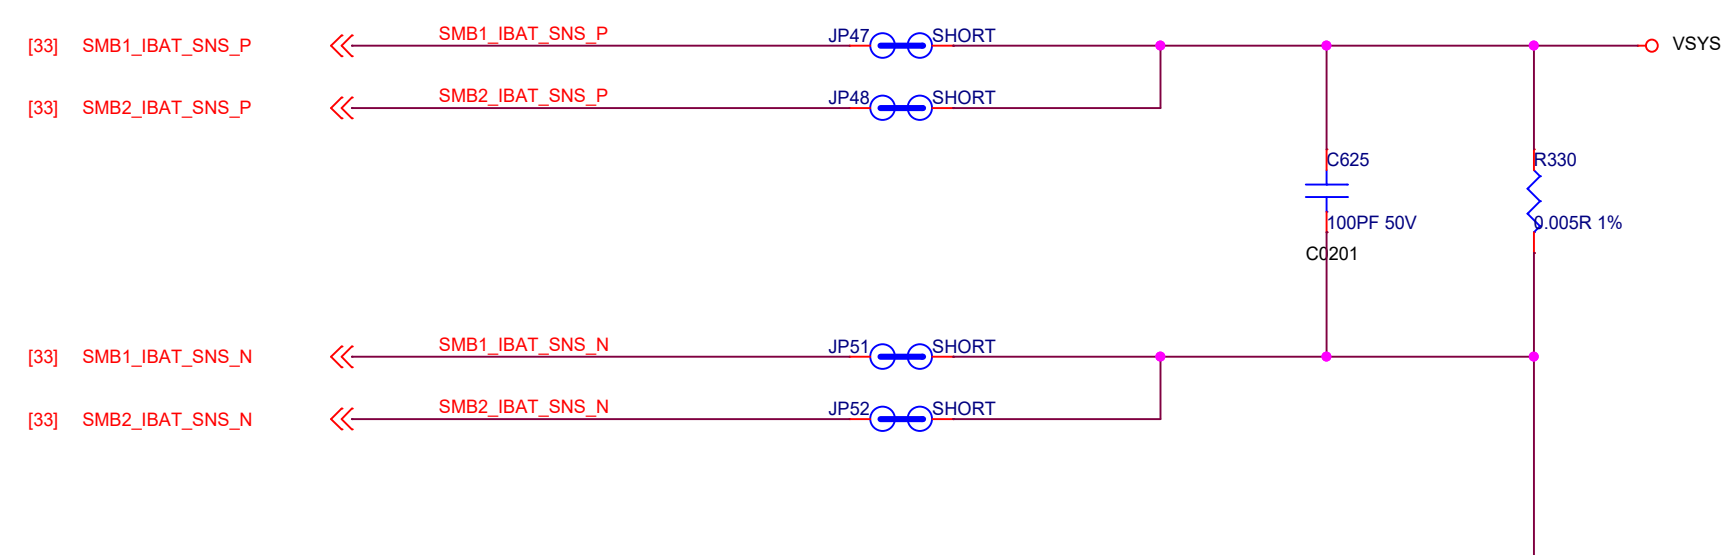 [33] SMB1_IBAT_SNS_P SMB1_IBAT_SNS_P JP47 SHORT VSYS
[33] SMB2_IBAT_SNS_P SMB2_IBAT_SNS_P JP48 SHORT
C625 R330
100PF 50V 0.005R 1%
C0201
[33] SMB1_IBAT_SNS_N SMB1_IBAT_SNS_N JP51 SHORT
[33] SMB2_IBAT_SNS_N SMB2_IBAT_SNS_N JP52 SHORT